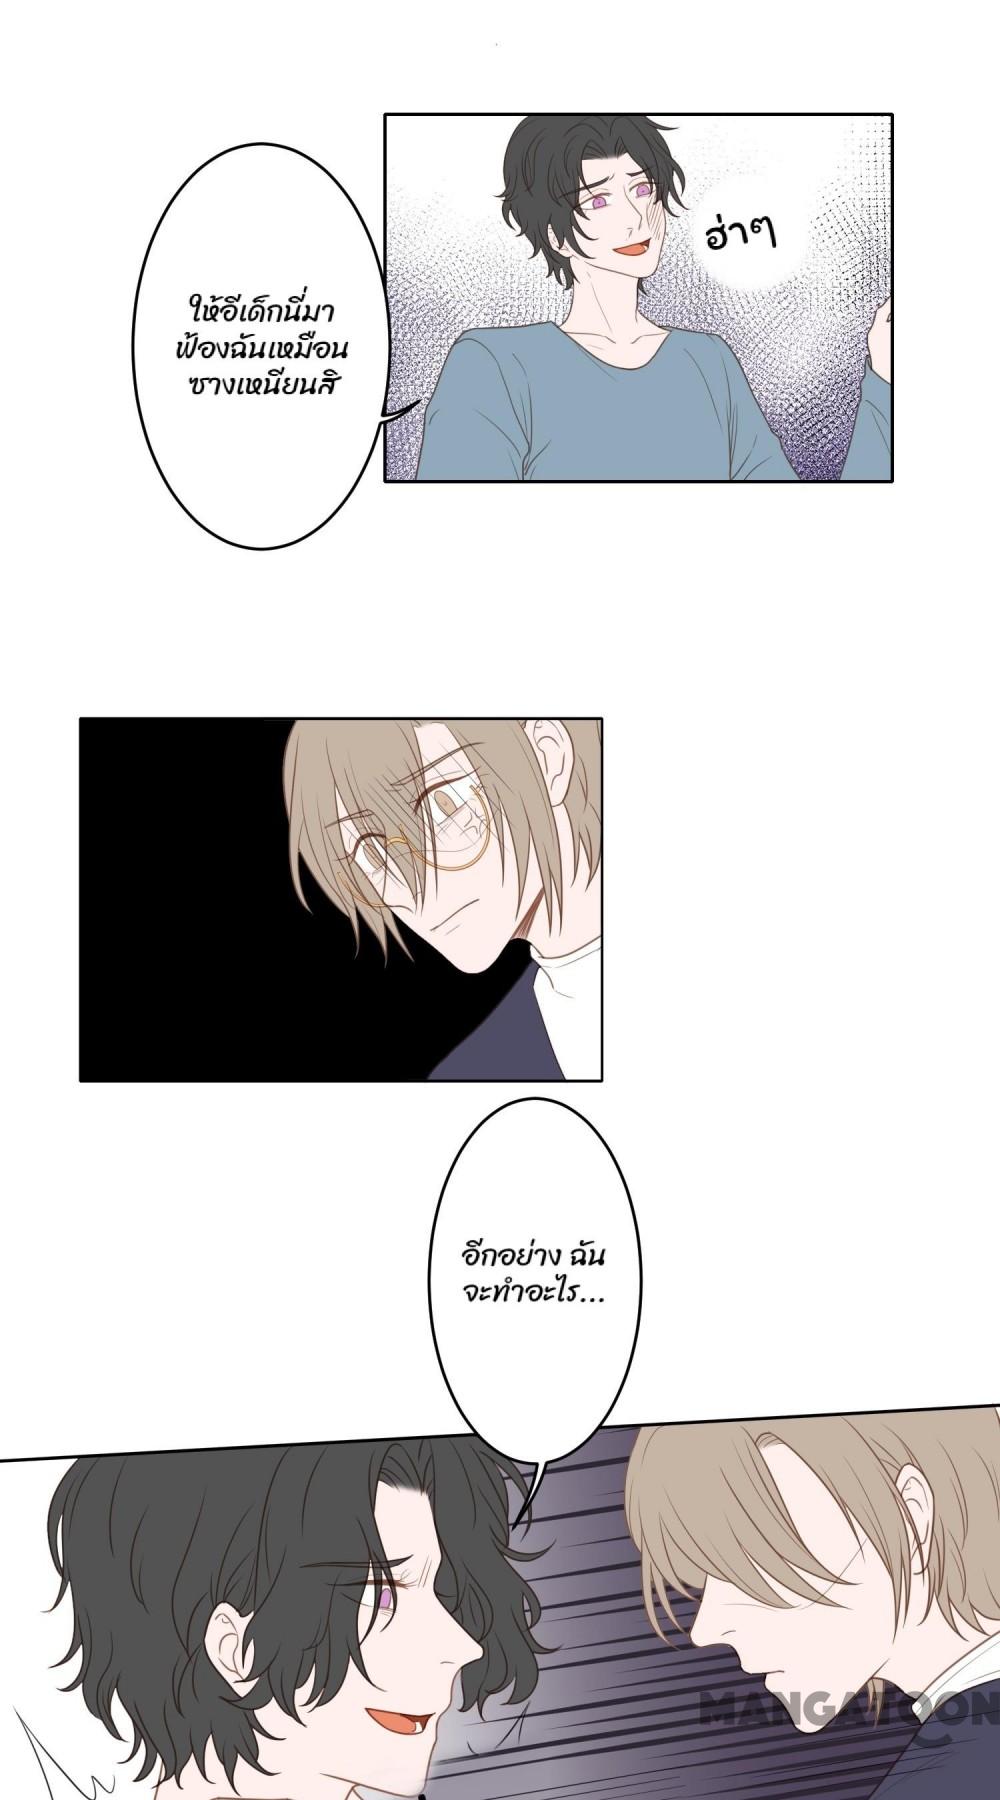 ฮ่าๆ
ให้อีเด็กนี่มา
ฟ้องฉันเหมือน
ซางเหนียนสิ
อีกอย่าง ฉัน
จะทำอะไร...
MANGATOON